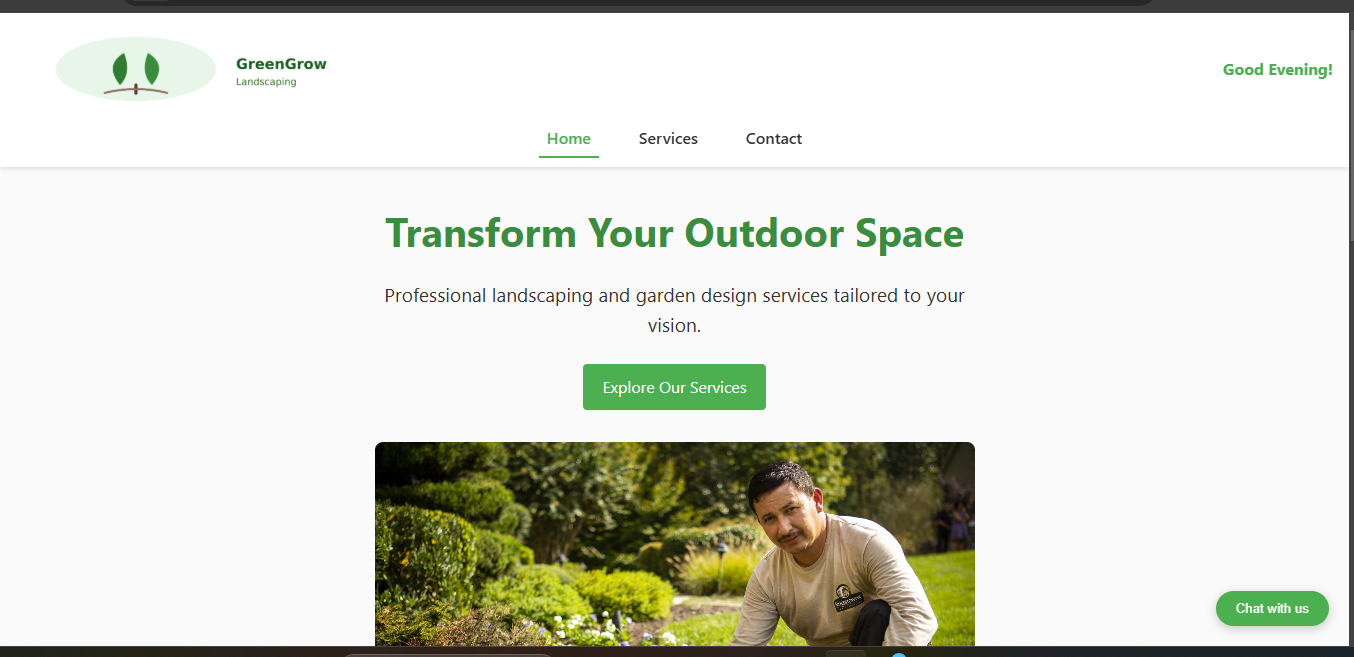 GreenGrow
Landscaping
Good Evening!
Home
Services
Contact
Transform Your Outdoor Space
Professional landscaping and garden design services tailored to your
vision.
Explore Our Services
Chat with us